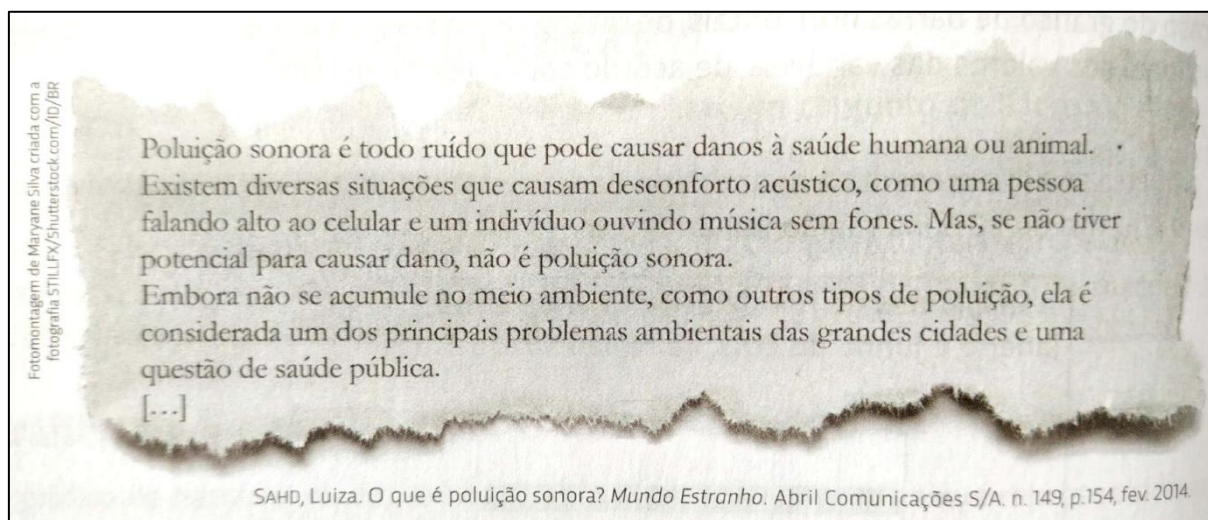 Fotomontagem de Maryane Silva criada com a
fotografia STILLFX/Shutterstock.com/ID/BR
Poluição sonora é todo ruído que pode causar danos à saúde humana ou animal.
Existem diversas situações que causam desconforto acústico, como uma pessoa
falando alto ao celular e um indivíduo ouvindo música sem fones. Mas, se não tiver
potencial para causar dano, não é poluição sonora.
Embora não se acumule no meio ambiente, como outros tipos de poluição, ela é
considerada um dos principais problemas ambientais das grandes cidades e uma
questão de saúde pública.
[...]
SAHD, Luiza. O que é poluição sonora? Mundo Estranho. Abril Comunicações S/A. n. 149, p.154, fev. 2014.